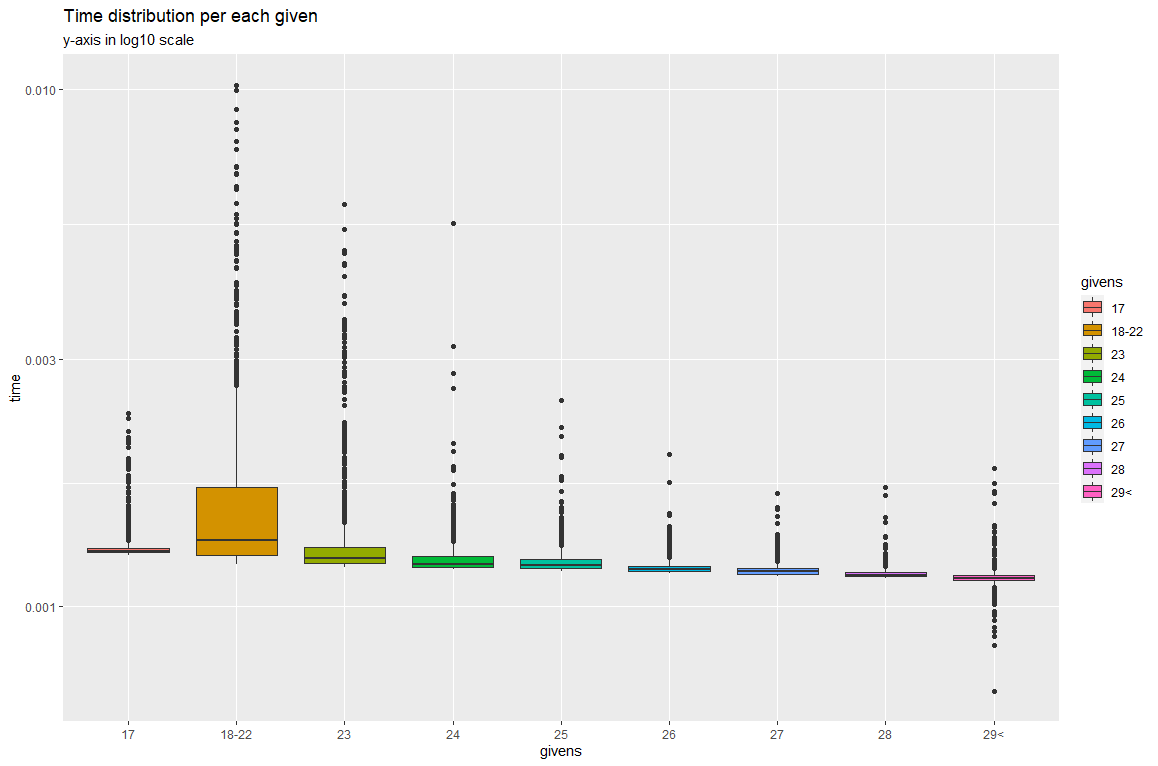 Time distribution per each given
y-axis in log10 scale
0.010
0.003
0.001
time
17 18-22 23 24 25 26 27 28 29<
givens
givens
17
18-22
23
24
25
26
27
28
29<